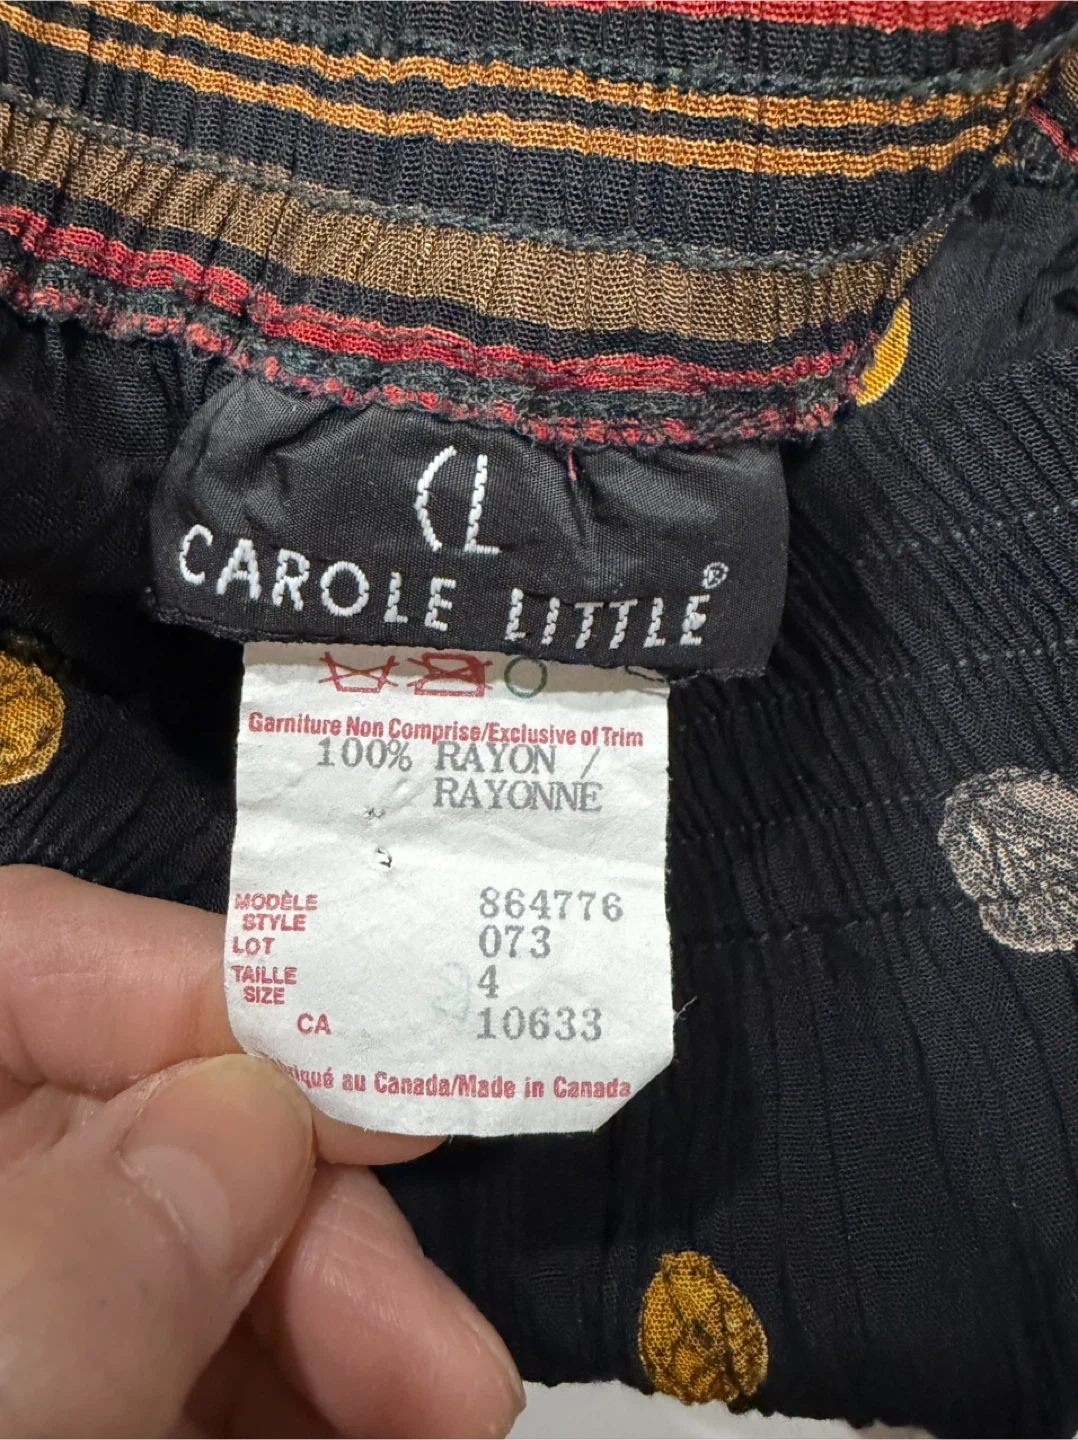 CL
CAROLE LITTLE®
Garniture Non Comprise/Exclusive of Trim
100% RAYON /
RAYONNE
MODÈLE
STYLE 864776
LOT 073
TAILLE
SIZE 4
CA 10633
au Canada/Made in Canada